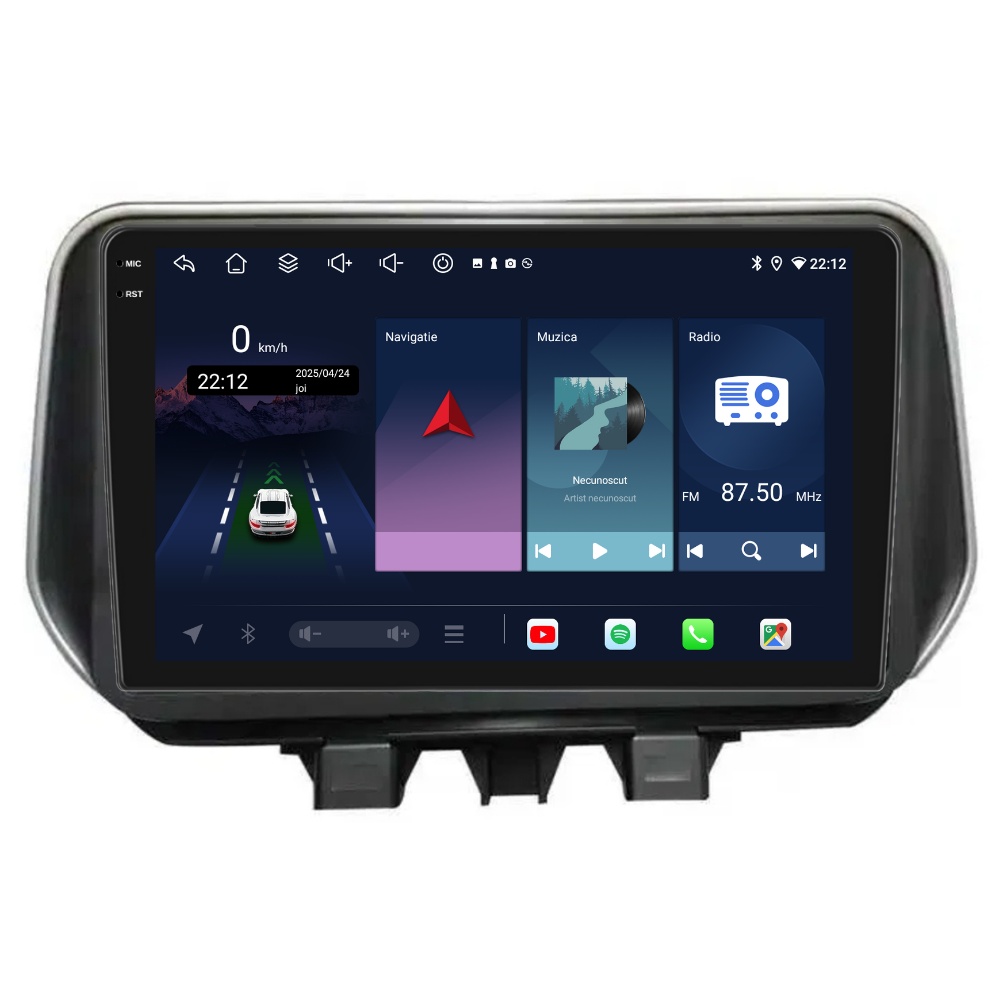 MIC
RST
22:12
0 km/h
22:12
2025/04/24
joi
Navigatie
Muzica
Necunoscut
Artist necunoscut
Radio
FM 87.50 MHz
G